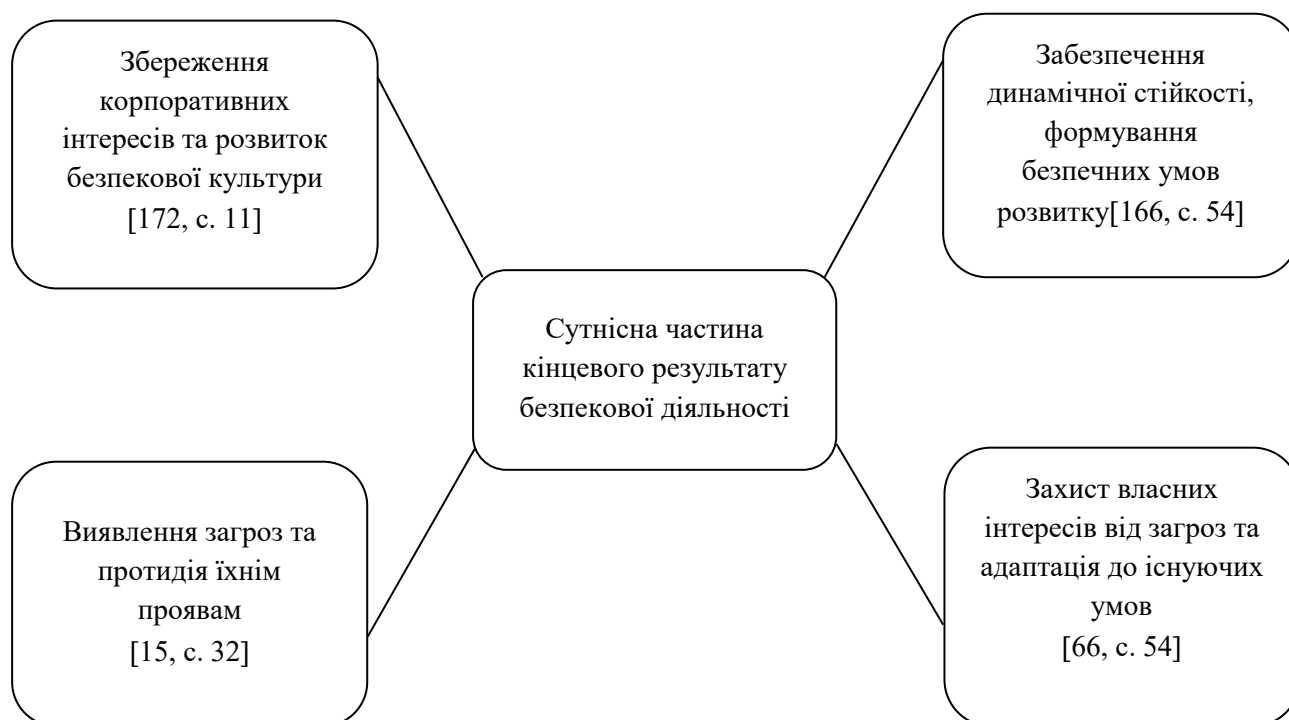 Збереження
корпоративних
інтересів та розвиток
безпекової культури
[172, с. 11]
Забезпечення
динамічної стійкості,
формування
безпечних умов
розвитку[166, с. 54]
Сутнісна частина
кінцевого результату
безпекової діяльності
Виявлення загроз та
протидія їхнім
проявам
[15, с. 32]
Захист власних
інтересів від загроз та
адаптація до існуючих
умов
[66, с. 54]